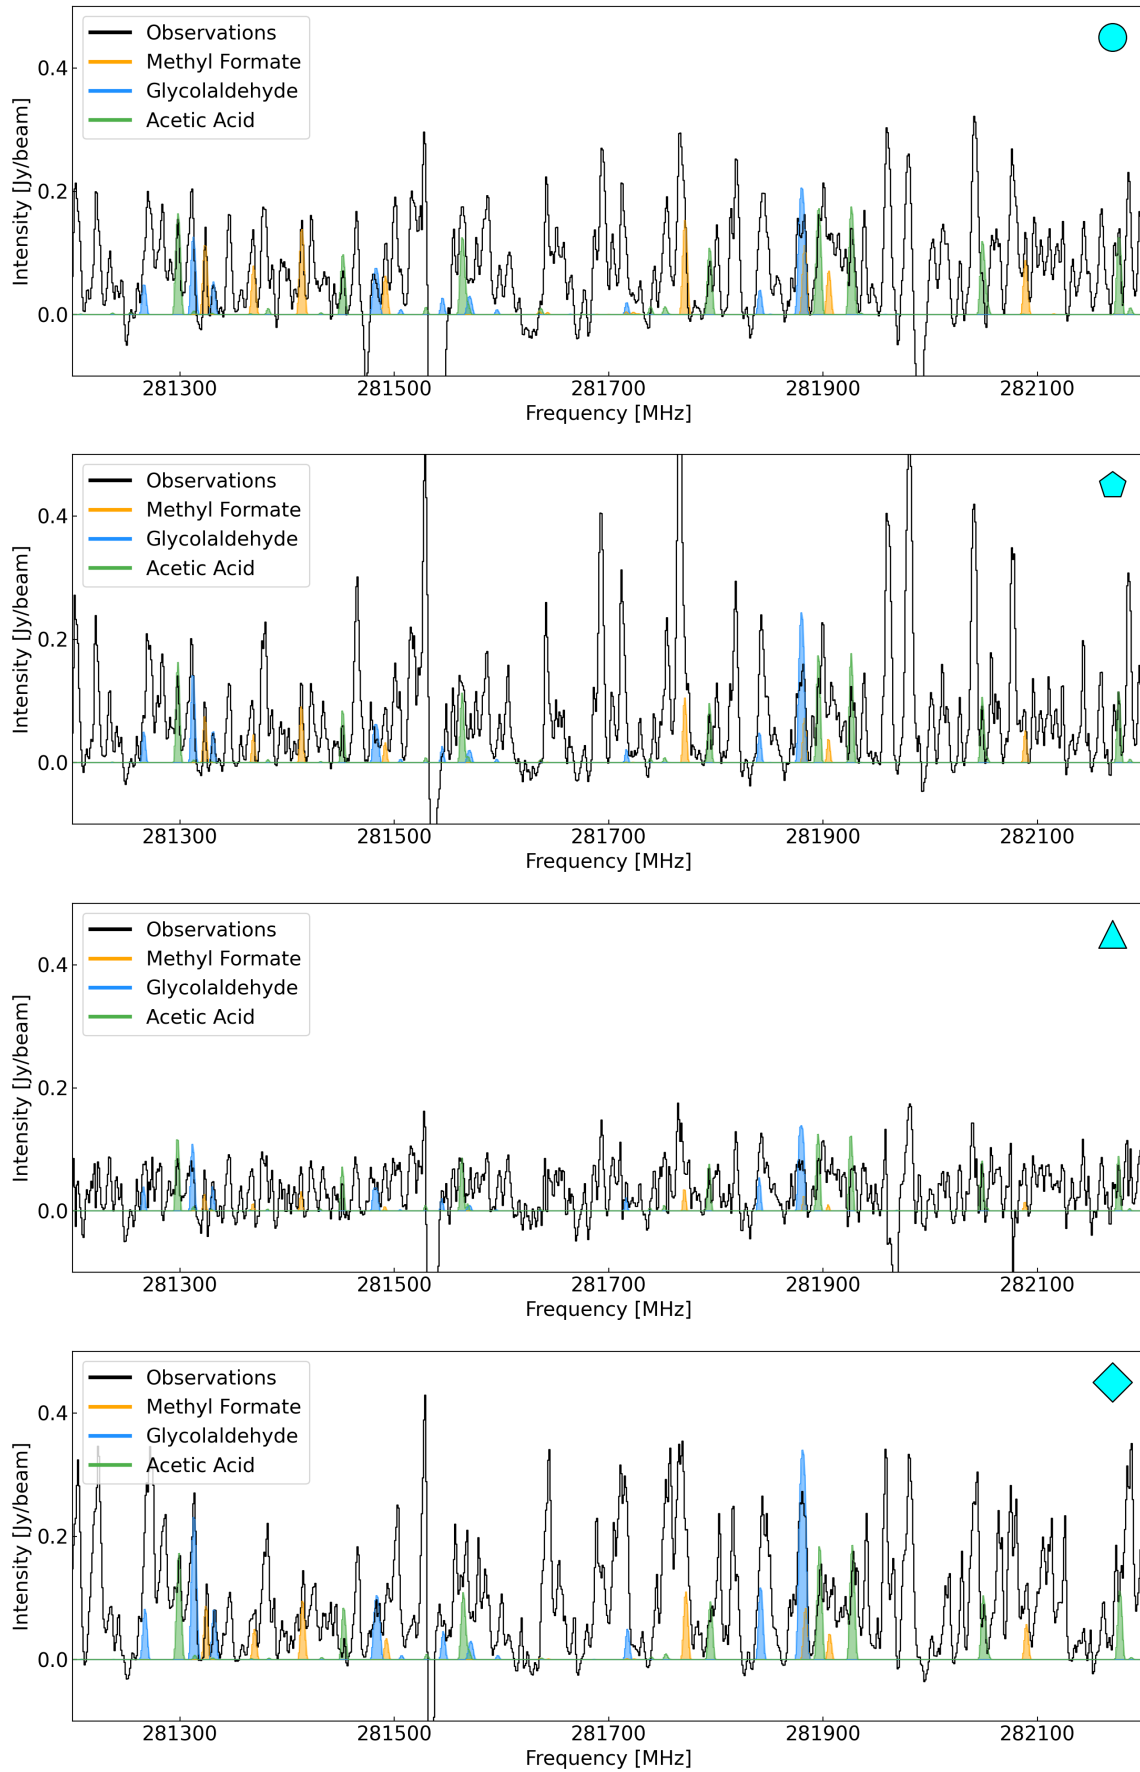 Observations
Methyl Formate
Glycolaldehyde
Acetic Acid
Intensity [Jy/beam]
0.4
0.2
0.0
281300 281500 281700 281900 282100
Frequency [MHz]
Observations
Methyl Formate
Glycolaldehyde
Acetic Acid
Intensity [Jy/beam]
0.4
0.2
0.0
281300 281500 281700 281900 282100
Frequency [MHz]
Observations
Methyl Formate
Glycolaldehyde
Acetic Acid
Intensity [Jy/beam]
0.4
0.2
0.0
281300 281500 281700 281900 282100
Frequency [MHz]
Observations
Methyl Formate
Glycolaldehyde
Acetic Acid
Intensity [Jy/beam]
0.4
0.2
0.0
281300 281500 281700 281900 282100
Frequency [MHz]